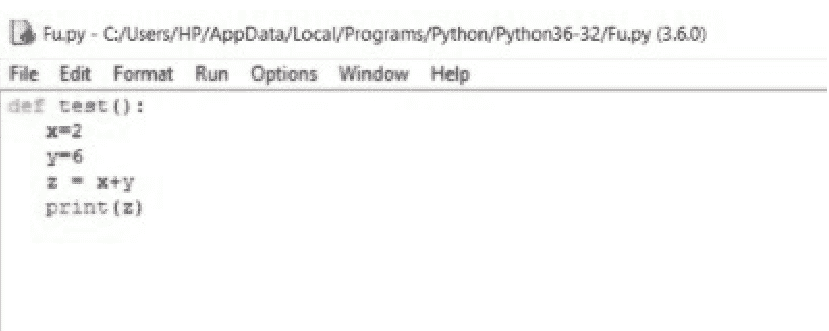 Fu.py - C:/Users/HP/AppData/Local/Programs/Python/Python36-32/Fu.py (3.6.0)
File Edit Format Run Options Window Help
def test():
x=2
y=6
z = x+y
print(z)